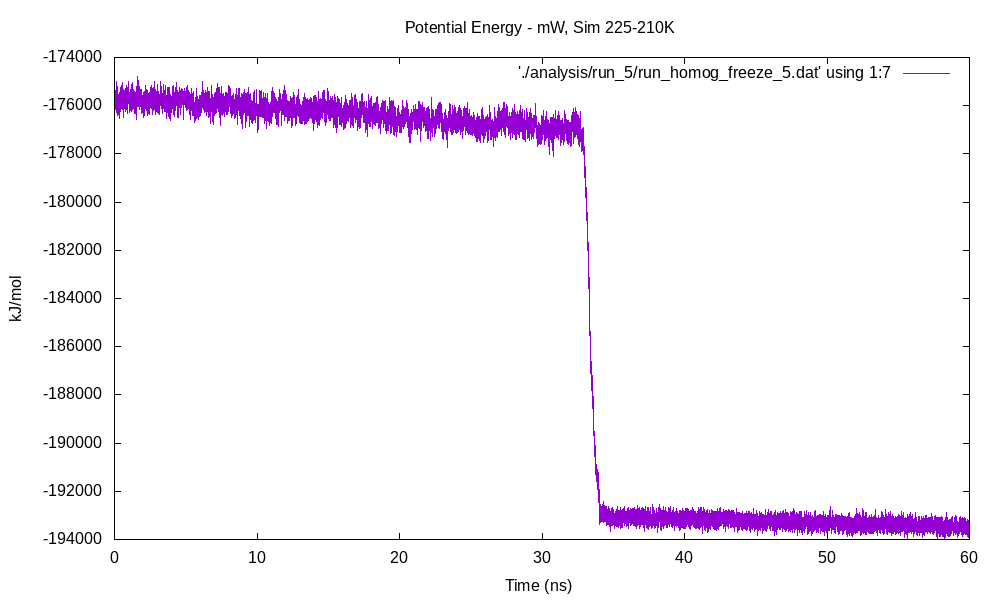 Potential Energy - mW, Sim 225-210K
'./analysis/run_5/run_homog_freeze_5.dat' using 1:7
-174000
-176000
-178000
-180000
-182000
-184000
-186000
-188000
-190000
-192000
-194000
kJ/mol
0 10 20 30 40 50 60
Time (ns)